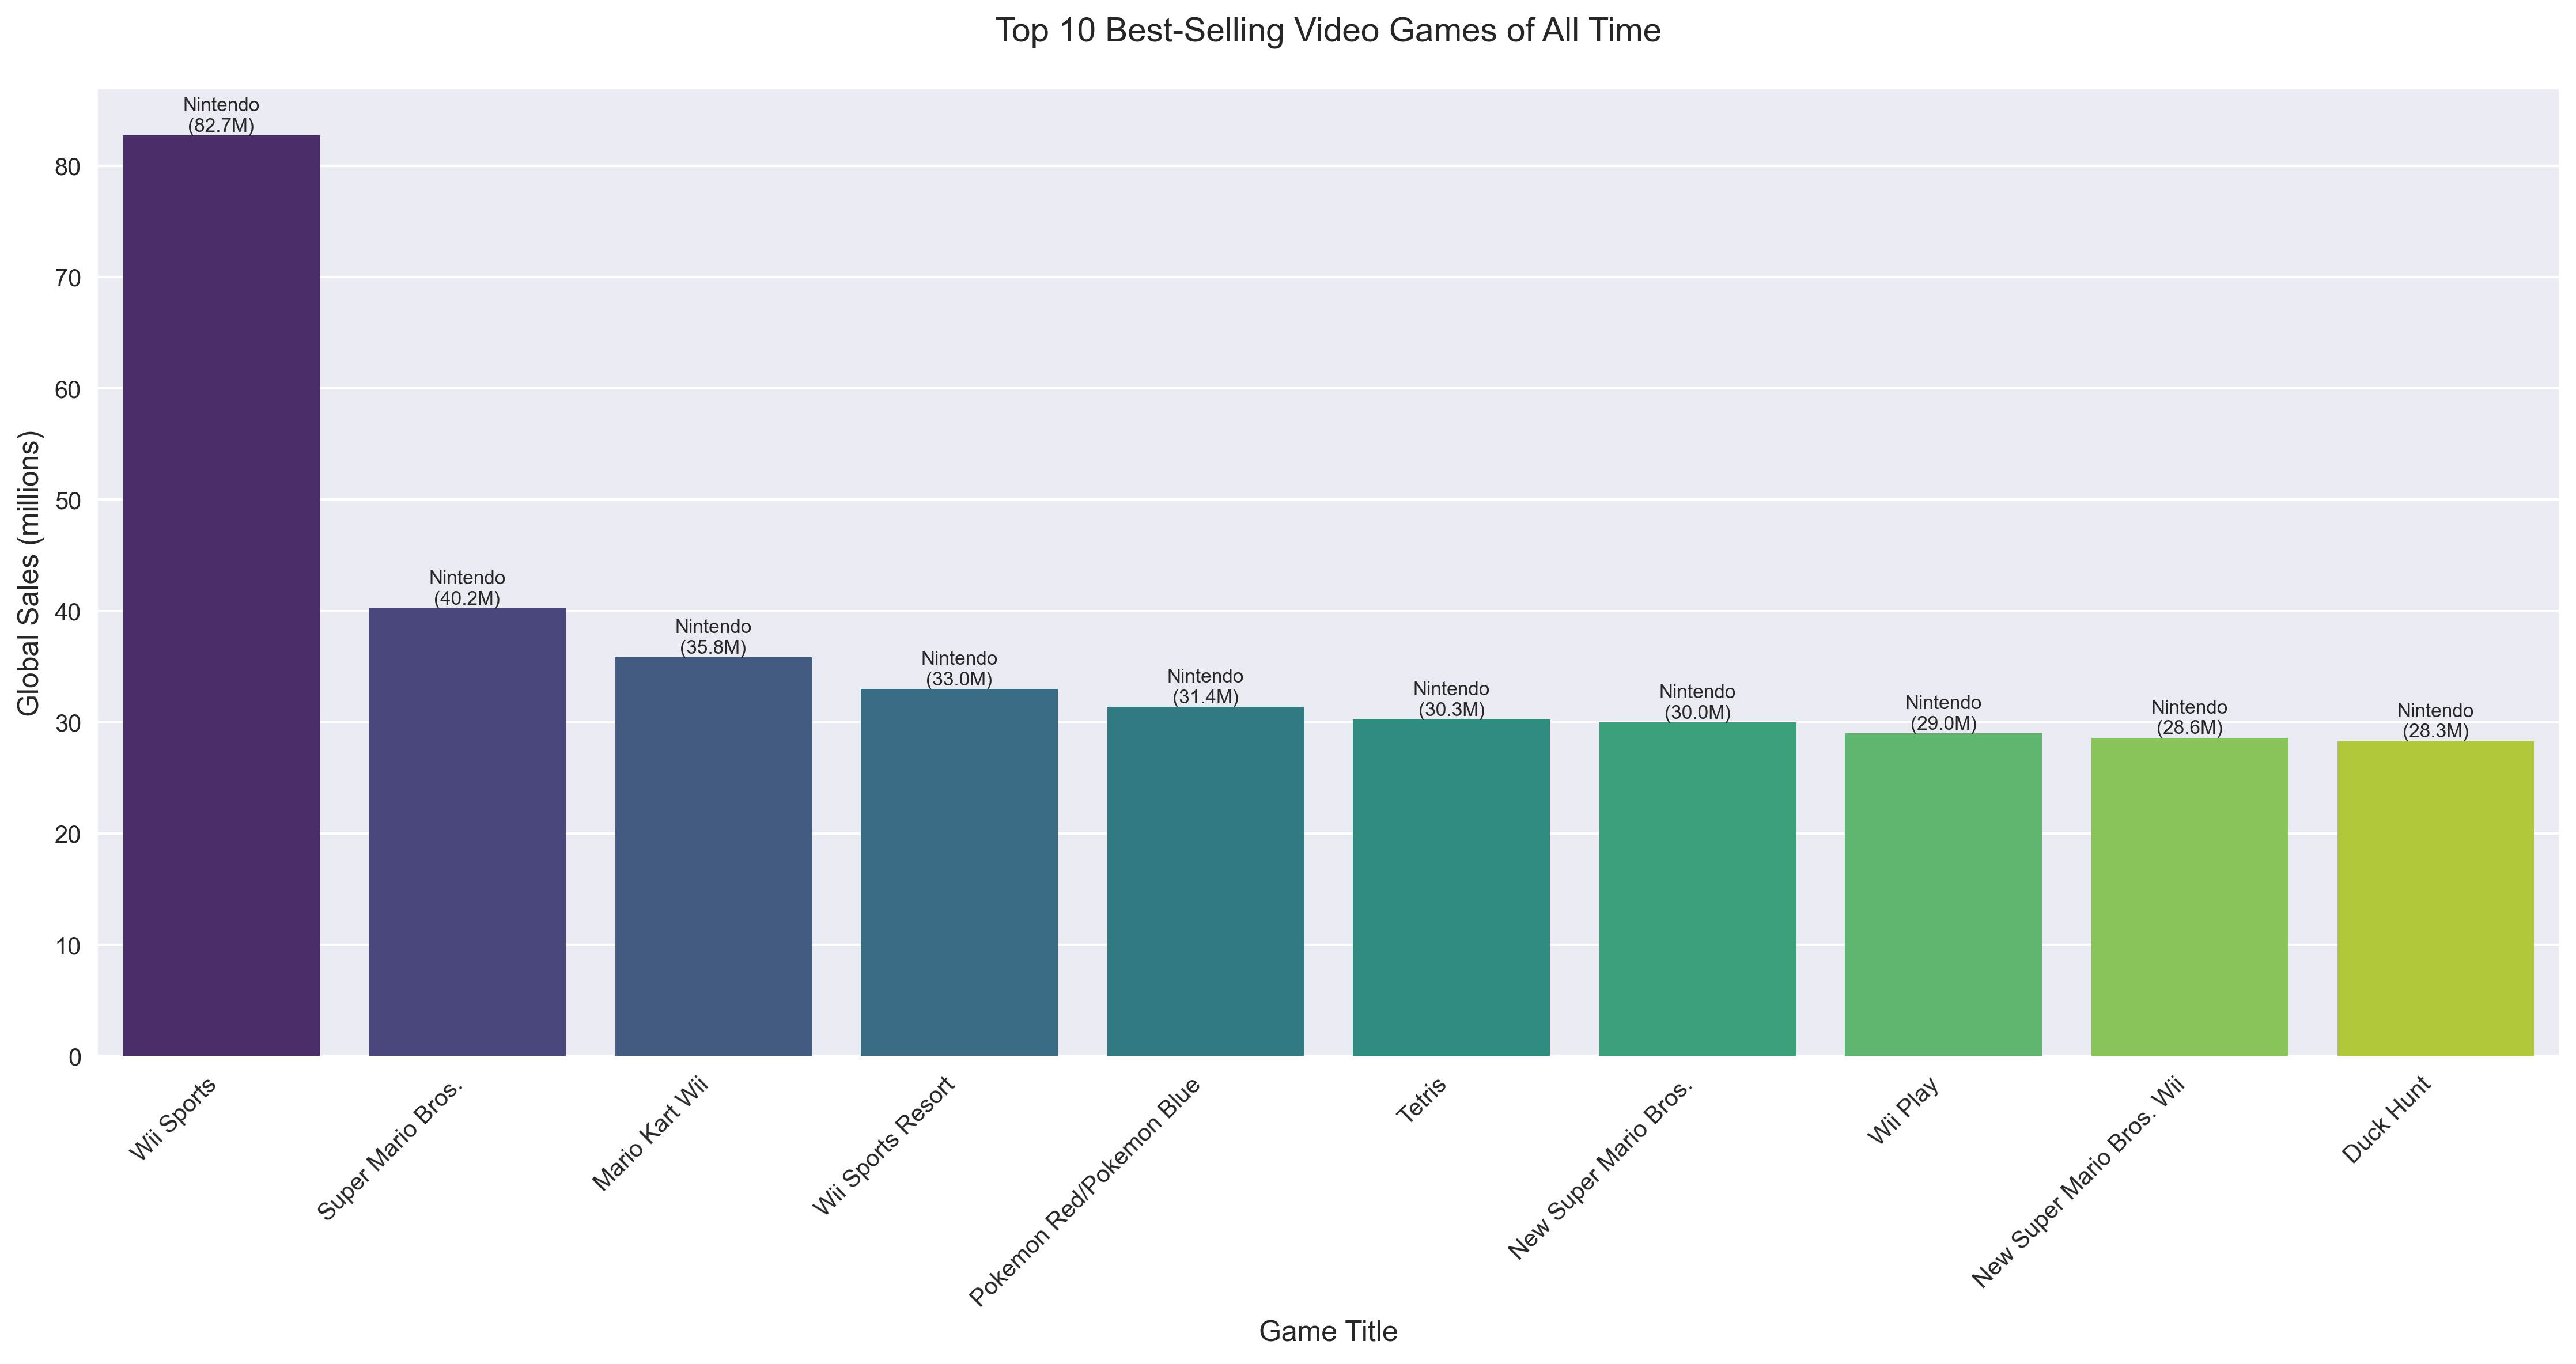 Top 10 Best-Selling Video Games of All Time
Global Sales (millions)
80
70
60
50
40
30
20
10
0
Nintendo
(82.7M)
Nintendo
(40.2M)
Nintendo
(35.8M)
Nintendo
(33.0M)
Nintendo
(31.4M)
Nintendo
(30.3M)
Nintendo
(30.0M)
Nintendo
(29.0M)
Nintendo
(28.6M)
Nintendo
(28.3M)
Wii Sports
Super Mario Bros.
Mario Kart Wii
Wii Sports Resort
Pokemon Red/Pokemon Blue
Tetris
New Super Mario Bros.
Wii Play
New Super Mario Bros. Wii
Duck Hunt
Game Title